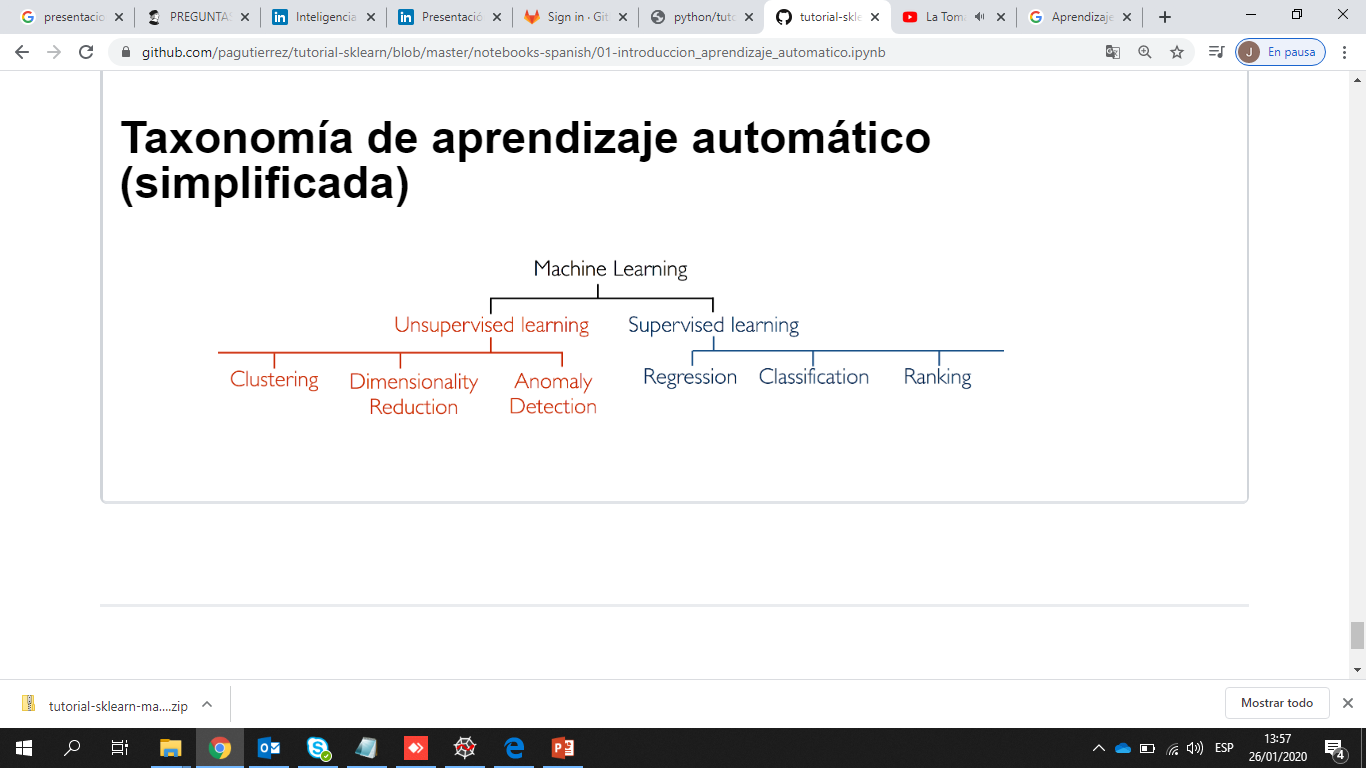 presentacio
PREGUNTAS
Inteligencia
Presentació
Sign in · Git
python/tuto
tutorial-skle
La Toma
Aprendizaje
github.com/pagutierrez/tutorial-sklearn/blob/master/notebooks-spanish/01-introduccion_aprendizaje_automatico.ipynb
J
En pausa
Taxonomía de aprendizaje automático
(simplificada)
Machine Learning
Unsupervised learning
Supervised learning
Clustering
Dimensionality
Reduction
Anomaly
Detection
Regression
Classification
Ranking
tutorial-sklearn-ma....zip
Mostrar todo
ESP
13:57
26/01/2020
4